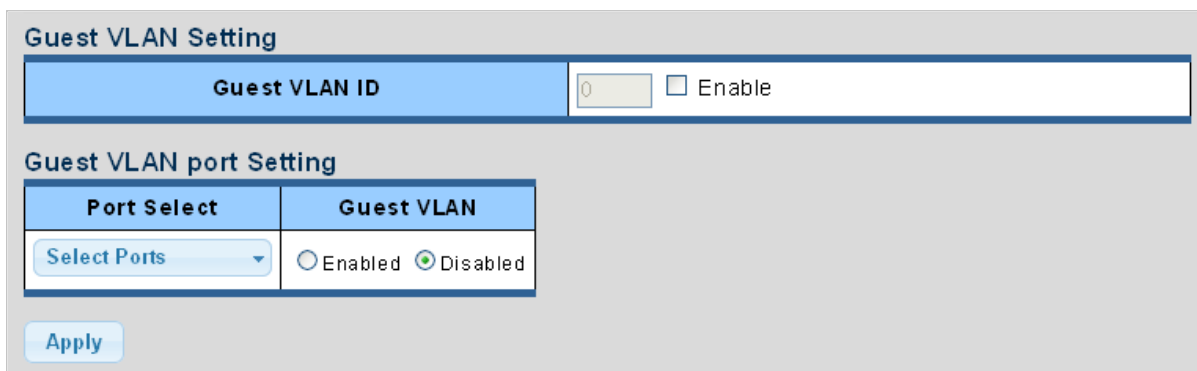 Guest VLAN Setting
Guest VLAN ID 0 Enable
Guest VLAN port Setting
Port Select Guest VLAN
Select Ports Enabled Disabled
Apply